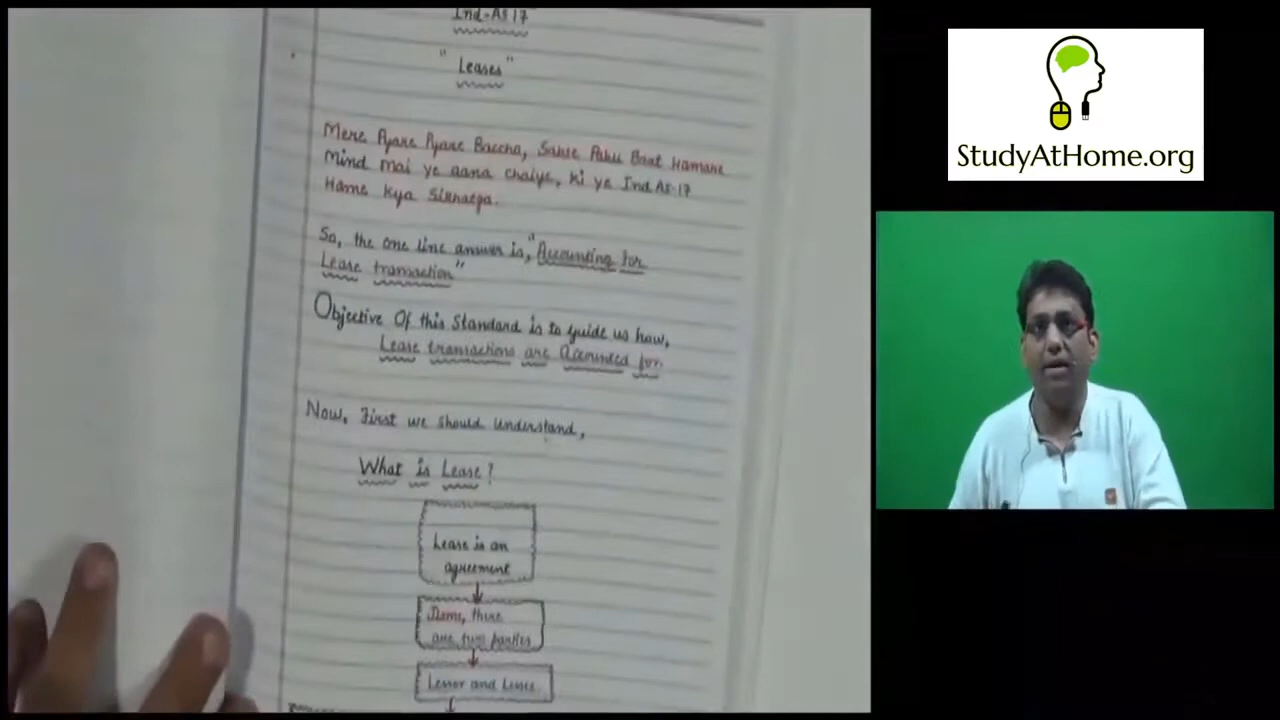 Ind-As 17
"Leases"
Mere Pyare Pyare Baccha, Sabse Pahle Baat Hamare
Mind mai ye aana chaiye, Ki ye Ind As-17
Hame Kya Sikhaega.
So, the one line answer is, "Accounting for
Lease transaction"
Objective Of this Standard is to guide us how,
Lease transactions are Accounted for.
Now, First we should understand,
What is Lease?
Lease is an
agreement
Isme, there
are two parties
Lessor and Lessee
StudyAtHome.org